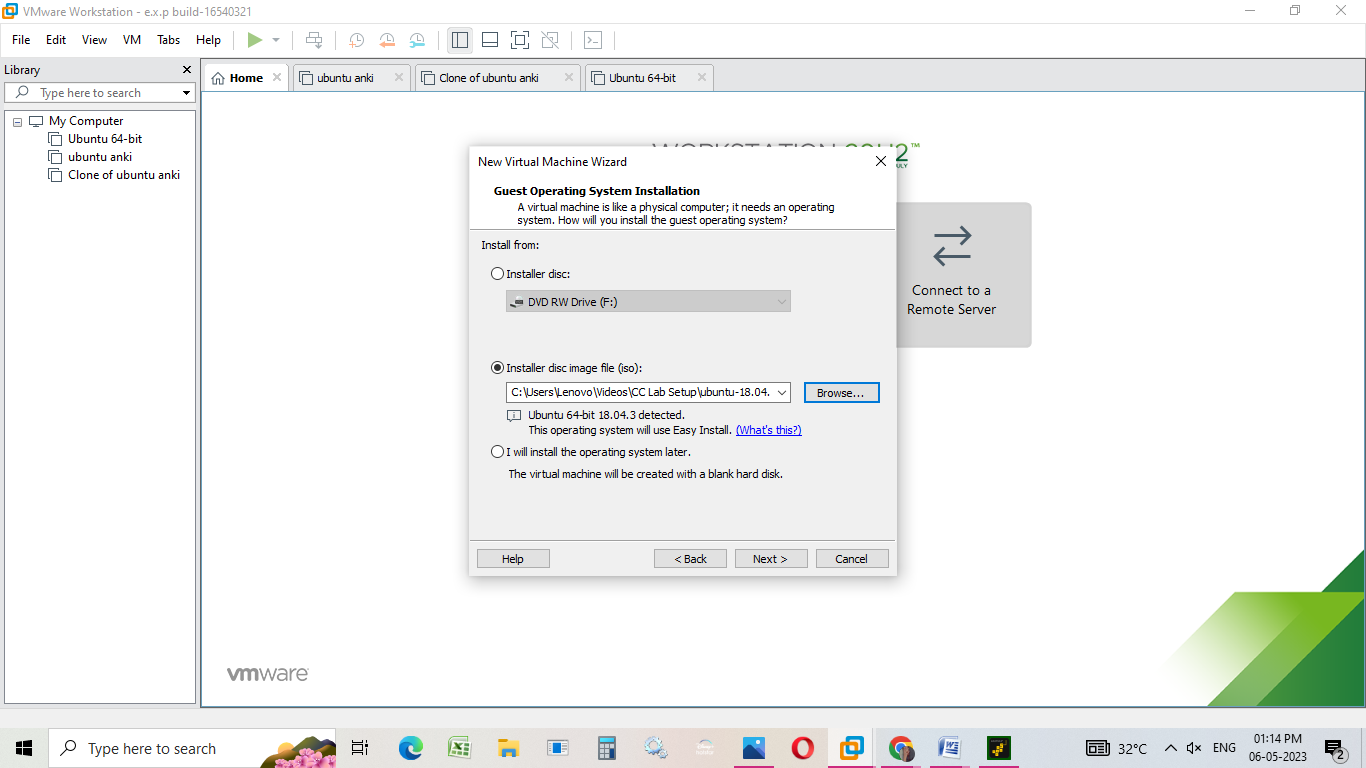 VMware Workstation - e.x.p build-16540321
File Edit View VM Tabs Help
Library
Type here to search
My Computer
Ubuntu 64-bit
ubuntu anki
Clone of ubuntu anki
Home
ubuntu anki
Clone of ubuntu anki
Ubuntu 64-bit
New Virtual Machine Wizard
Guest Operating System Installation
A virtual machine is like a physical computer; it needs an operating
system. How will you install the guest operating system?
Install from:
Installer disc:
DVD RW Drive (F:)
Installer disc image file (iso):
C:\Users\Lenovo\Videos\CC Lab Setup\ubuntu-18.04.
Browse...
Ubuntu 64-bit 18.04.3 detected.
This operating system will use Easy Install. (What's this?)
I will install the operating system later.
The virtual machine will be created with a blank hard disk.
Help
< Back
Next >
Cancel
Connect to a
Remote Server
vmware
Type here to search
32°C
ENG
01:14 PM
06-05-2023
2